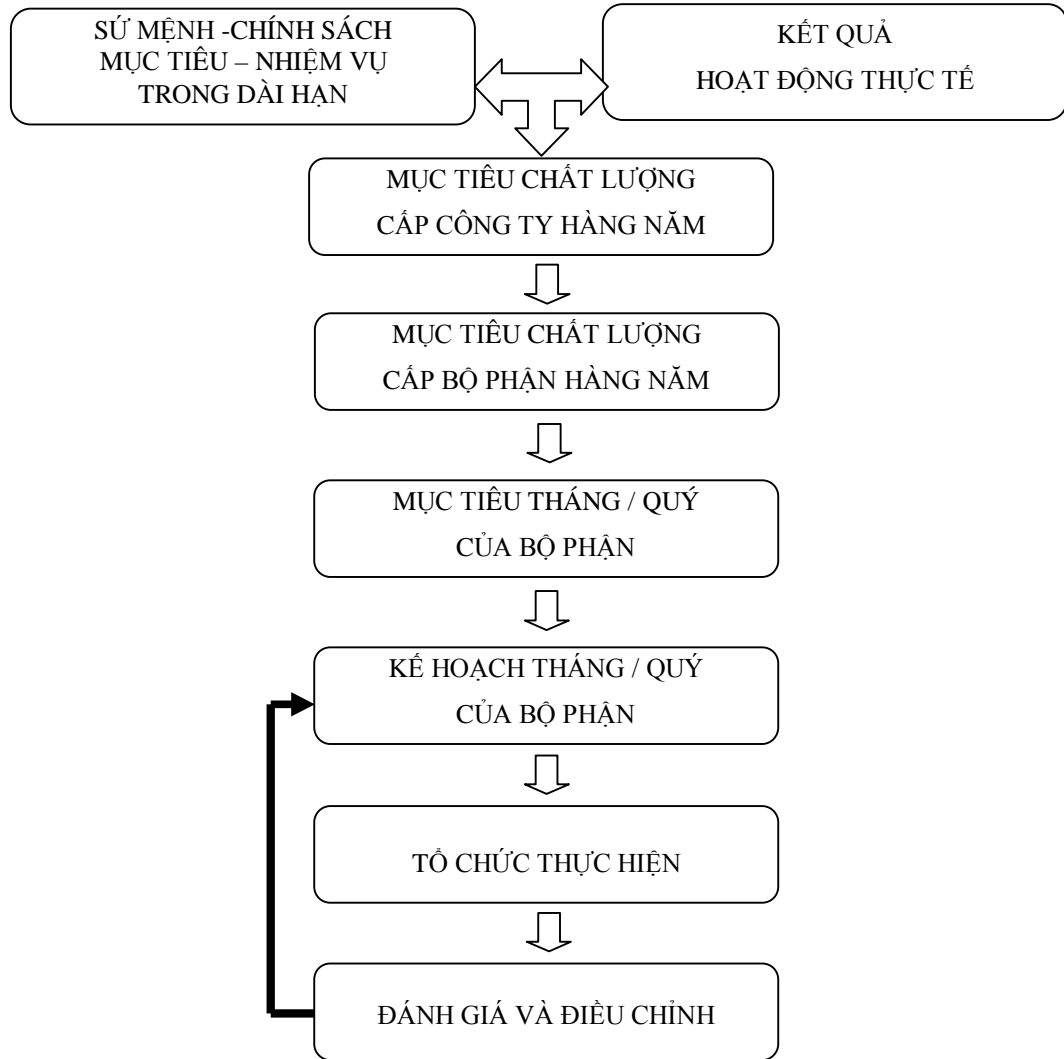 SỨ MỆNH -CHÍNH SÁCH
MỤC TIÊU – NHIỆM VỤ
TRONG DÀI HẠN
KẾT QUẢ
HOẠT ĐỘNG THỰC TẾ
MỤC TIÊU CHẤT LƯỢNG
CẤP CÔNG TY HÀNG NĂM
MỤC TIÊU CHẤT LƯỢNG
CẤP BỘ PHẬN HÀNG NĂM
MỤC TIÊU THÁNG / QUÝ
CỦA BỘ PHẬN
KẾ HOẠCH THÁNG / QUÝ
CỦA BỘ PHẬN
TỔ CHỨC THỰC HIỆN
ĐÁNH GIÁ VÀ ĐIỀU CHỈNH